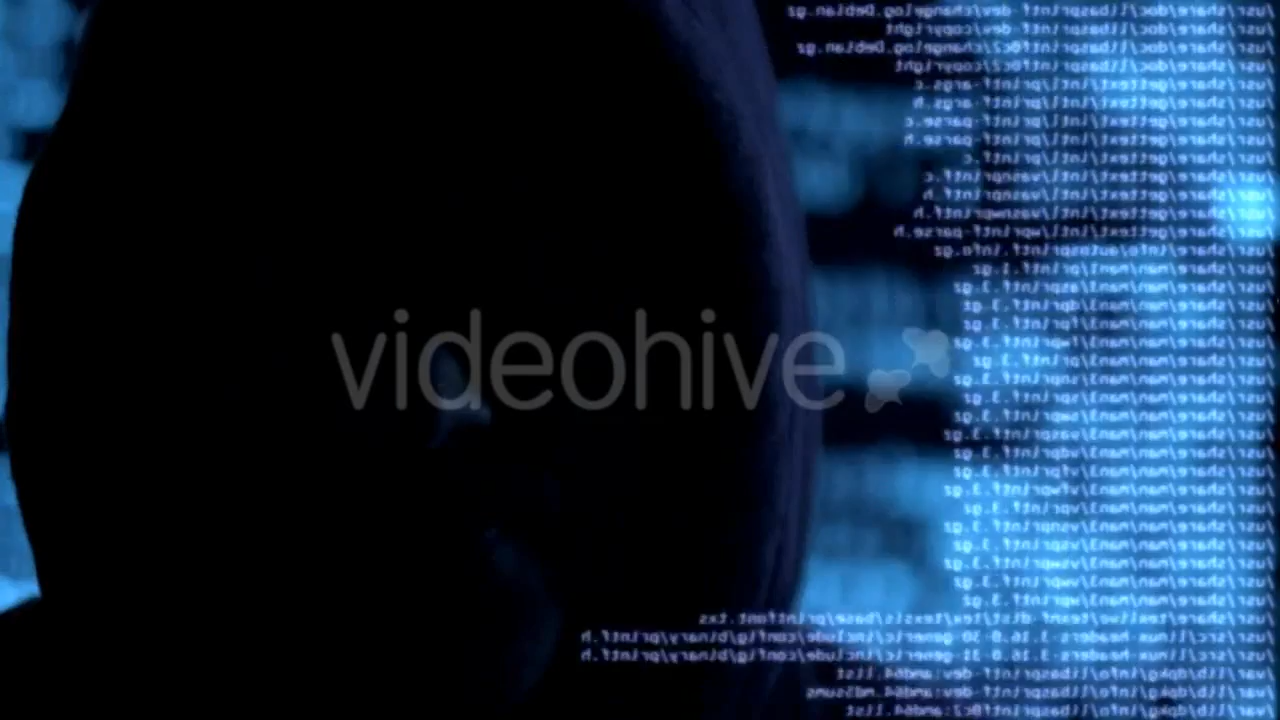 /usr/share/doc/libasprintf-dev/changelog.Debian.gz
/usr/share/doc/libasprintf-dev/copyright
/usr/share/doc/libasprintf0c2/changelog.Debian.gz
/usr/share/doc/libasprintf0c2/copyright
/usr/share/gettext/intl/printf-args.c
/usr/share/gettext/intl/printf-args.h
/usr/share/gettext/intl/printf-parse.c
/usr/share/gettext/intl/printf-parse.h
/usr/share/gettext/intl/printf.c
/usr/share/gettext/intl/vasnprintf.c
/usr/share/gettext/intl/vasnprintf.h
/usr/share/gettext/intl/vasnwprintf.h
/usr/share/gettext/intl/wprintf-parse.h
/usr/share/info/autosprintf.info.gz
/usr/share/man/man1/printf.1.gz
/usr/share/man/man3/asprintf.3.gz
/usr/share/man/man3/dprintf.3.gz
/usr/share/man/man3/fprintf.3.gz
/usr/share/man/man3/fwprintf.3.gz
/usr/share/man/man3/printf.3.gz
/usr/share/man/man3/snprintf.3.gz
/usr/share/man/man3/sprintf.3.gz
/usr/share/man/man3/swprintf.3.gz
/usr/share/man/man3/vasprintf.3.gz
/usr/share/man/man3/vdprintf.3.gz
/usr/share/man/man3/vfprintf.3.gz
/usr/share/man/man3/vfwprintf.3.gz
/usr/share/man/man3/vprintf.3.gz
/usr/share/man/man3/vsnprintf.3.gz
/usr/share/man/man3/vsprintf.3.gz
/usr/share/man/man3/vswprintf.3.gz
/usr/share/man/man3/vwprintf.3.gz
/usr/share/man/man3/wprintf.3.gz
/usr/share/texlive/texmf-dist/tex/texsis/base/printfont.txs
/usr/src/linux-headers-3.16.0-30-generic/include/config/binary/printf.h
/usr/src/linux-headers-3.16.0-31-generic/include/config/binary/printf.h
/var/lib/dpkg/info/libasprintf-dev:amd64.list
/var/lib/dpkg/info/libasprintf-dev:amd64.md5sums
/var/lib/dpkg/info/libasprintf0c2:amd64.list
videohive